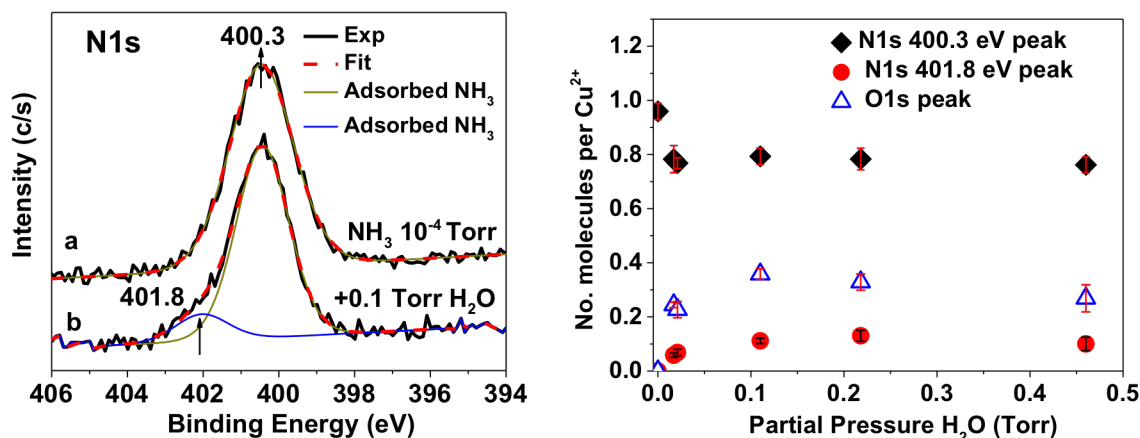 N1s
400.3
Exp
Fit
Adsorbed NH₃
Adsorbed NH₃
a
NH₃ 10⁻⁴ Torr
401.8
+0.1 Torr H₂O
b
Intensity (c/s)
406 404 402 400 398 396 394
Binding Energy (eV)
N1s 400.3 eV peak
N1s 401.8 eV peak
O1s peak
No. molecules per Cu²⁺
1.2
1.0
0.8
0.6
0.4
0.2
0.0
0.0 0.1 0.2 0.3 0.4 0.5
Partial Pressure H₂O (Torr)